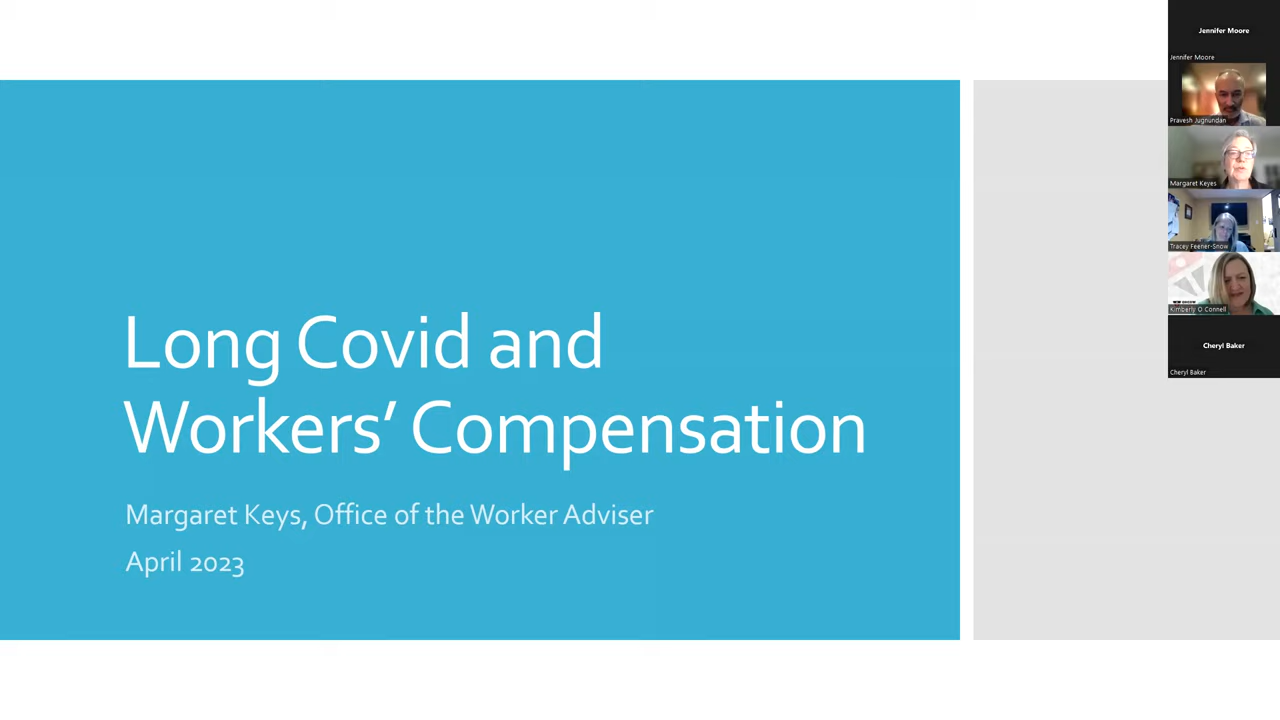 Long Covid and
Workers’ Compensation
Margaret Keys, Office of the Worker Adviser
April 2023
Jennifer Moore
Jennifer Moore
Pravesh Jugnundan
Margaret Keyes
Tracey Feener-Snow
Kimberly O Connell
Cheryl Baker
Cheryl Baker